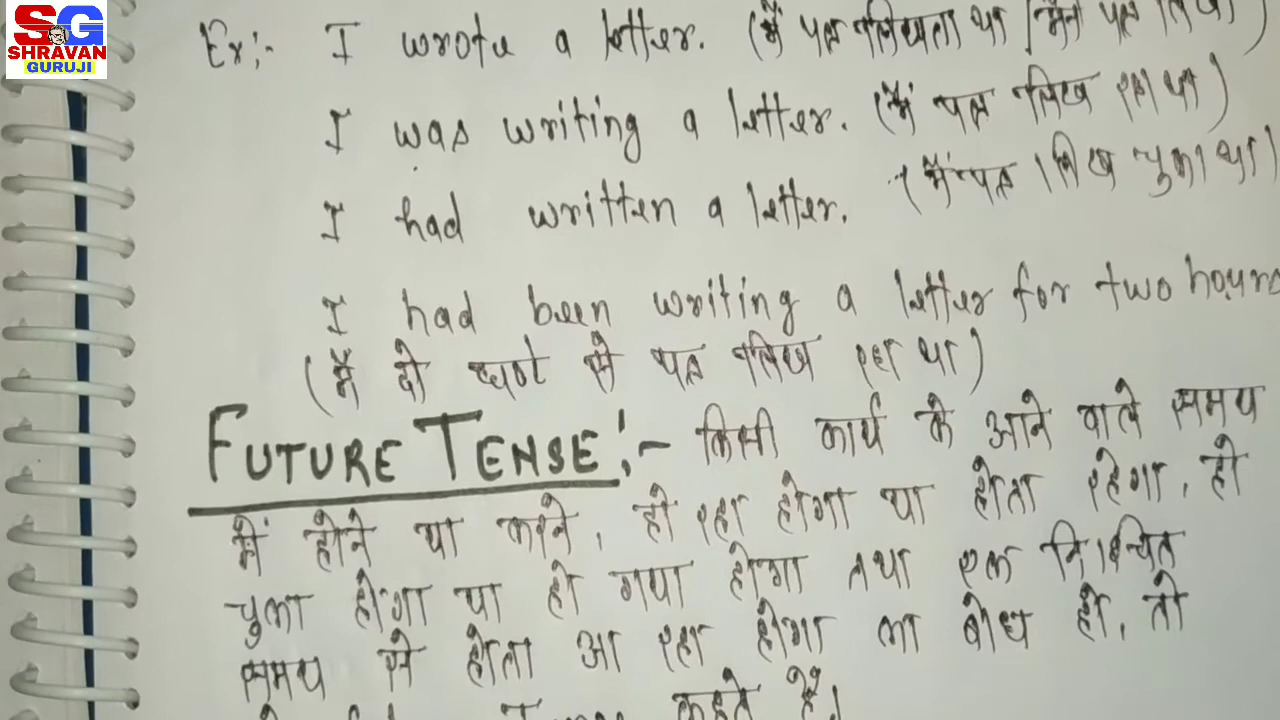 SG
SHRAVAN
GURUJI
Ex:- I wrote a letter. (मैं पत्र लिखता था / मैंने पत्र लिखा)
I was writing a letter. (मैं पत्र लिख रहा था)
I had written a letter. (मैं पत्र लिख चुका था)
I had been writing a letter for two hours
(मैं दो घण्टे से पत्र लिख रहा था)
FUTURE TENSE:- किसी कार्य के आने वाले समय
में होने या करने, हो रहा होगा या होता रहेगा, हो
चुका होगा या हो गया होगा तथा एक निश्चित
समय से होता आ रहा होगा का बोध हो, तो
कहते हैं।